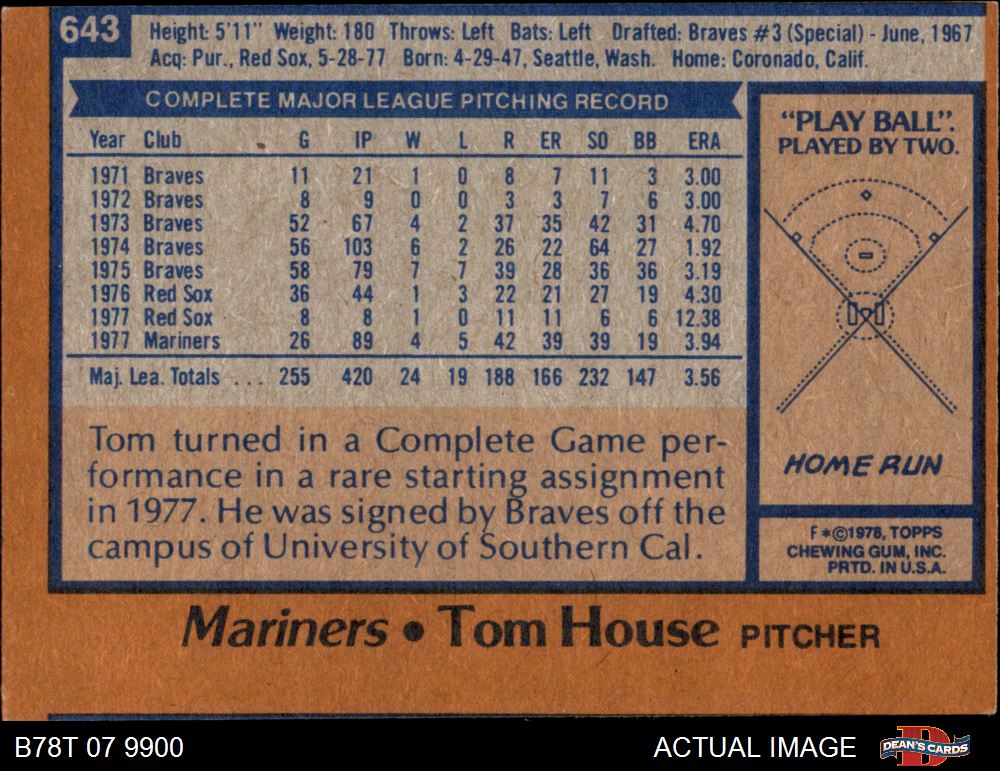 643
Height: 5'11" Weight: 180 Throws: Left Bats: Left Drafted: Braves #3 (Special) - June, 1967
Acq: Pur., Red Sox, 5-28-77 Born: 4-29-47, Seattle, Wash. Home: Coronado, Calif.
COMPLETE MAJOR LEAGUE PITCHING RECORD
Year Club G IP W L R ER SO BB ERA
1971 Braves 11 21 1 0 8 7 11 3 3.00
1972 Braves 8 9 0 0 3 3 7 6 3.00
1973 Braves 52 67 4 2 37 35 42 31 4.70
1974 Braves 56 103 6 2 26 22 64 27 1.92
1975 Braves 58 79 7 7 39 28 36 36 3.19
1976 Red Sox 36 44 1 3 22 21 27 19 4.30
1977 Red Sox 8 8 1 0 11 11 6 6 12.38
1977 Mariners 26 89 4 5 42 39 39 19 3.94
Maj. Lea. Totals ... 255 420 24 19 188 166 232 147 3.56
Tom turned in a Complete Game per-
formance in a rare starting assignment
in 1977. He was signed by Braves off the
campus of University of Southern Cal.
"PLAY BALL".
PLAYED BY TWO.
HOME RUN
F*©1978, TOPPS
CHEWING GUM, INC.
PRTD. IN U.S.A.
Mariners • Tom House PITCHER
B78T 07 9900
ACTUAL IMAGE
DEAN'S CARDS